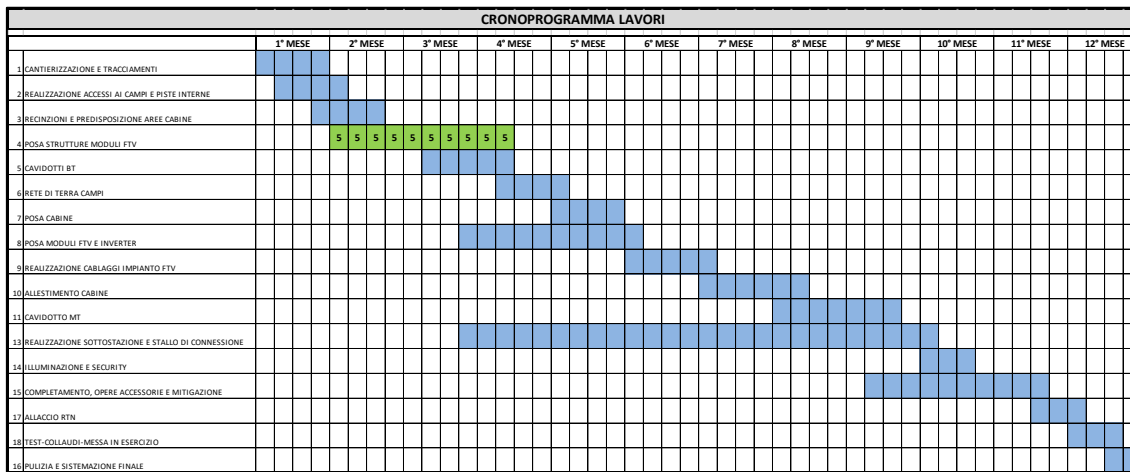 CRONOPROGRAMMA LAVORI
1° MESE 2° MESE 3° MESE 4° MESE 5° MESE 6° MESE 7° MESE 8° MESE 9° MESE 10° MESE 11° MESE 12° MESE
1 CANTIERIZZAZIONE E TRACCIAMENTI
2 REALIZZAZIONE ACCESSI AI CAMPI E PISTE INTERNE
3 RECINZIONI E PREDISPOSIZIONE AREE CABINE
4 POSA STRUTTURE MODULI FTV 5 5 5 5 5 5 5 5 5 5
5 CAVIDOTTI BT
6 RETE DI TERRA CAMPI
7 POSA CABINE
8 POSA MODULI FTV E INVERTER
9 REALIZZAZIONE CABLAGGI IMPIANTO FTV
10 ALLESTIMENTO CABINE
11 CAVIDOTTO MT
13 REALIZZAZIONE SOTTOSTAZIONE E STALLO DI CONNESSIONE
14 ILLUMINAZIONE E SECURITY
15 COMPLETAMENTO, OPERE ACCESSORIE E MITIGAZIONE
17 ALLACCIO RTN
18 TEST-COLLAUDI-MESSA IN ESERCIZIO
16 PULIZIA E SISTEMAZIONE FINALE